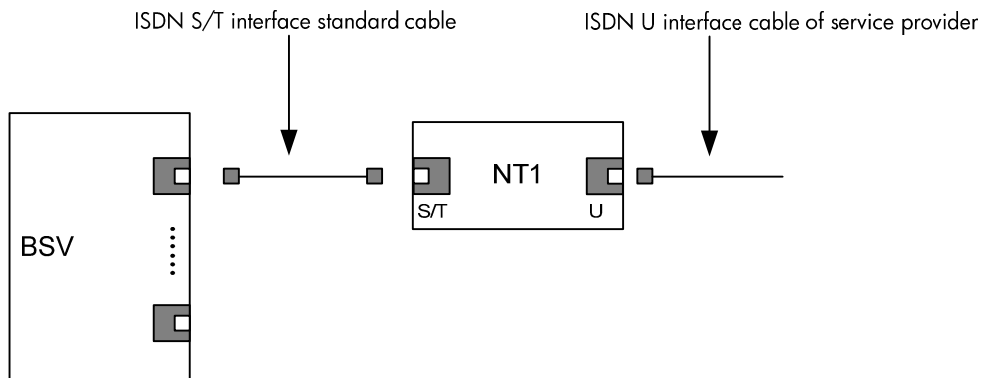 ISDN S/T interface standard cable
ISDN U interface cable of service provider
NT1
S/T
U
BSV